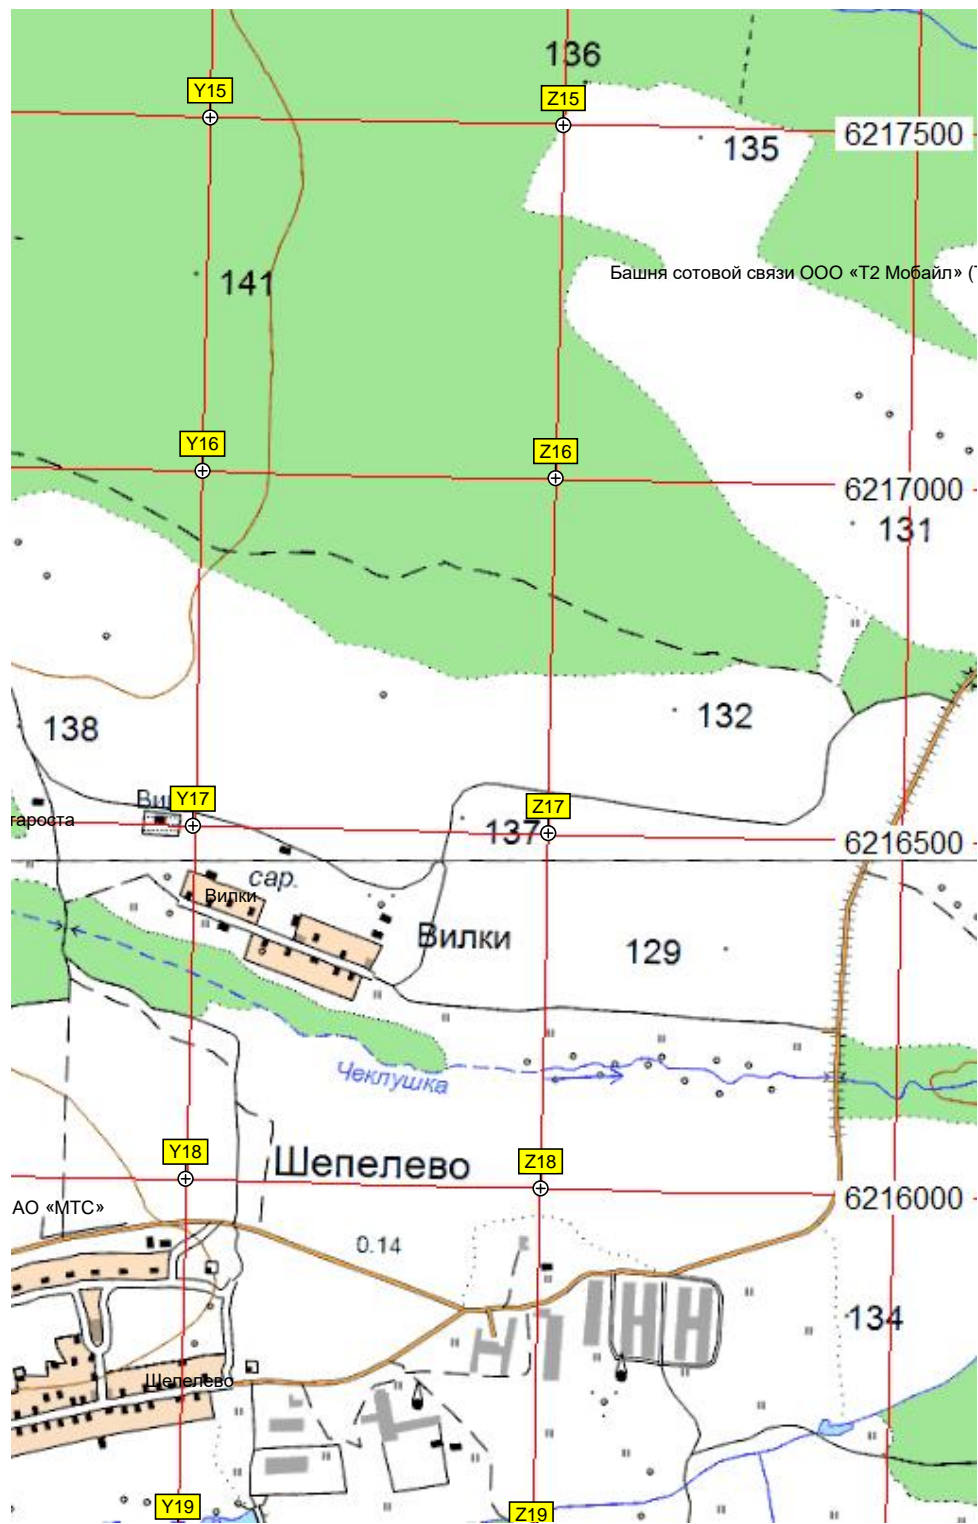 136
Y15
Z15
6217500
135
141
Башня сотовой связи ООО «Т2 Мобайл» (
Y16
Z16
6217000
131
132
138
Y17
Z17
гароста
137
6216500
сар.
Вилки
Вилки
129
Чеклушка
Y18
Шепелево
Z18
6216000
АО «МТС»
0.14
134
Шепелево
Y19
Z19